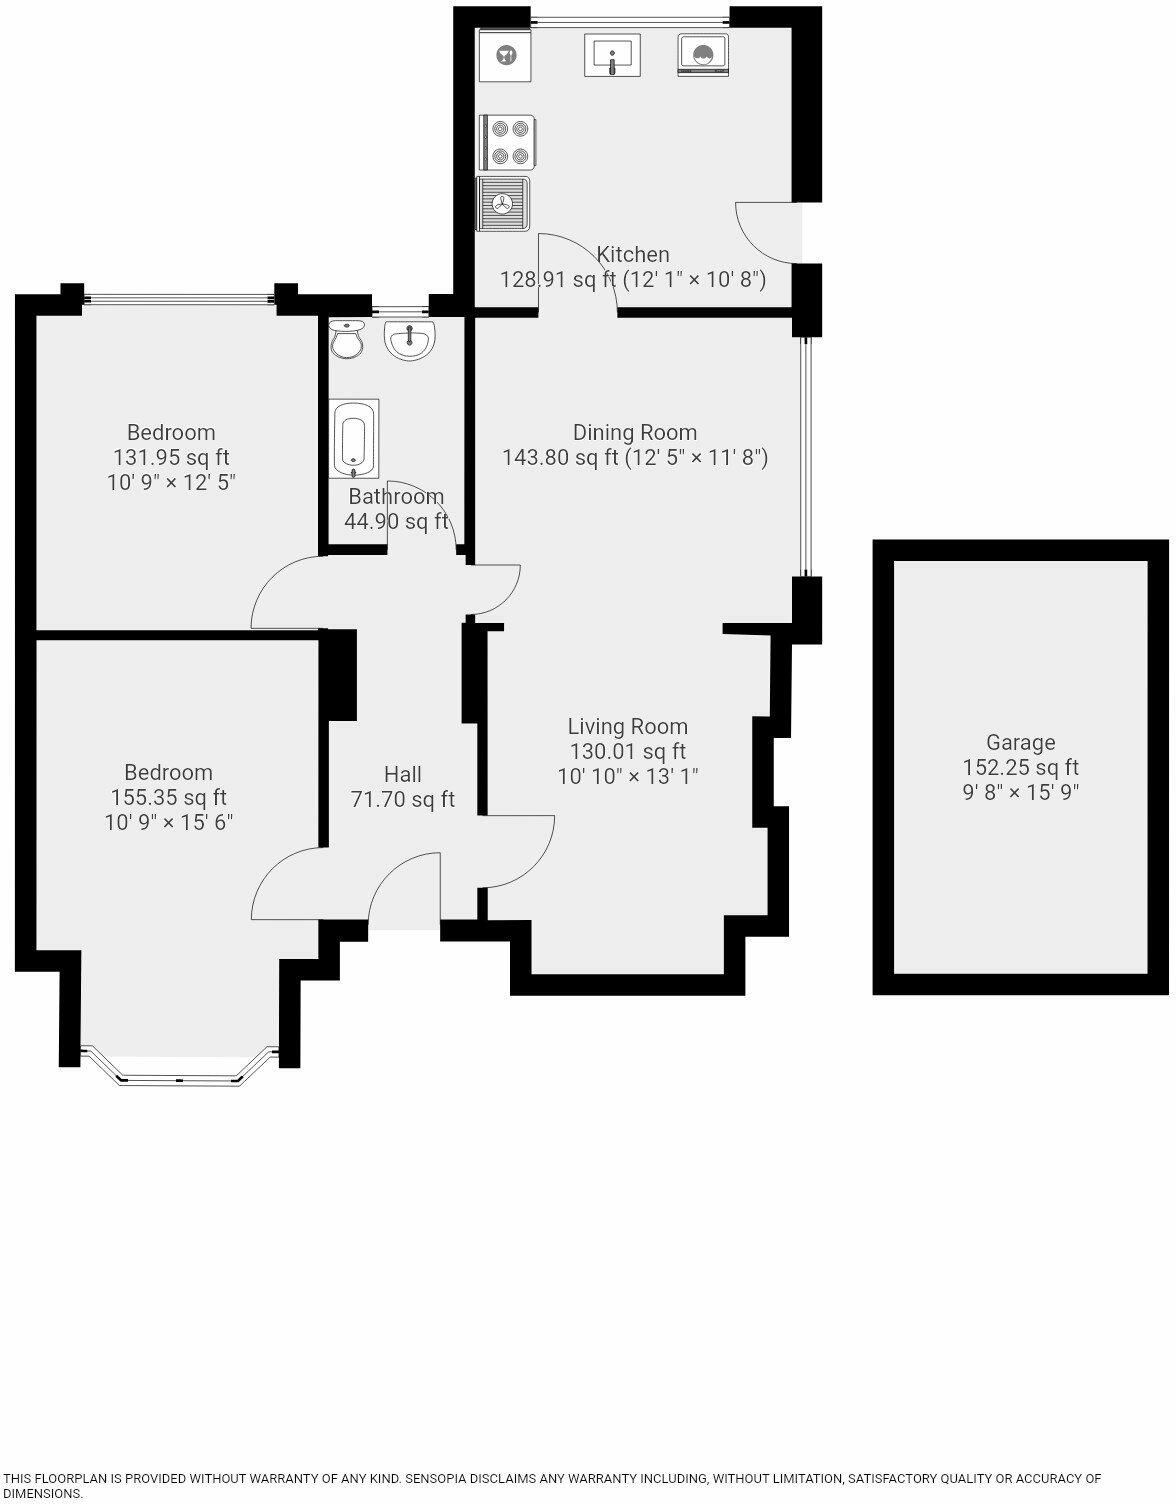 Kitchen
128.91 sq ft (12' 1" × 10' 8")
Bedroom
131.95 sq ft
10' 9" × 12' 5"
Dining Room
143.80 sq ft (12' 5" × 11' 8")
Bathroom
44.90 sq ft
Living Room
130.01 sq ft
10' 10" × 13' 1"
Bedroom
155.35 sq ft
10' 9" × 15' 6"
Hall
71.70 sq ft
Garage
152.25 sq ft
9' 8" × 15' 9"
THIS FLOORPLAN IS PROVIDED WITHOUT WARRANTY OF ANY KIND. SENSOPIA DISCLAIMS ANY WARRANTY INCLUDING, WITHOUT LIMITATION, SATISFACTORY QUALITY OR ACCURACY OF
DIMENSIONS.